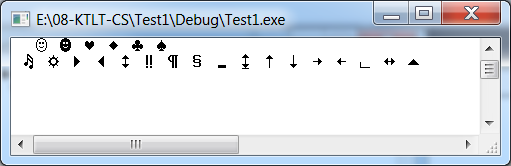 E:\08-KTLT-CS\Test1\Debug\Test1.exe
☺ ☻ ♥ ♦ ♣ ♠
♫ ☼ ► ◄ ↕ ‼ ¶ § ▬ ↨ ↑ ↓ → ← ∟ ↔ ▲